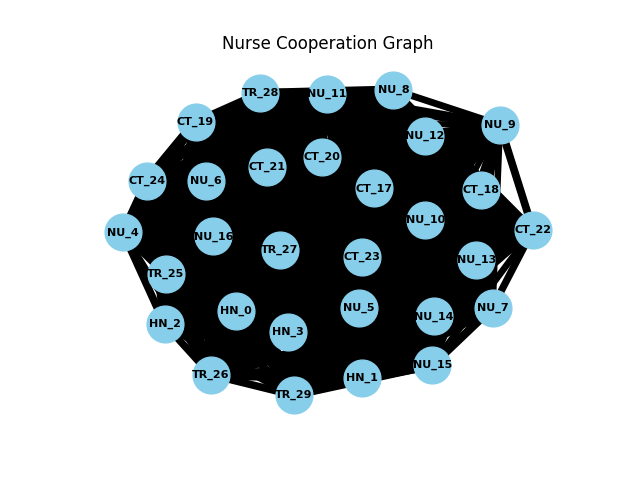 Nurse Cooperation Graph
TR_28
NU_11
NU_8
CT_19
NU_9
NU_12
CT_20
CT_21
CT_24
NU_6
CT_17
CT_18
NU_10
NU_4
NU_16
CT_22
TR_27
CT_23
NU_13
TR_25
HN_0
NU_5
NU_7
NU_14
HN_2
HN_3
NU_15
TR_26
HN_1
TR_29